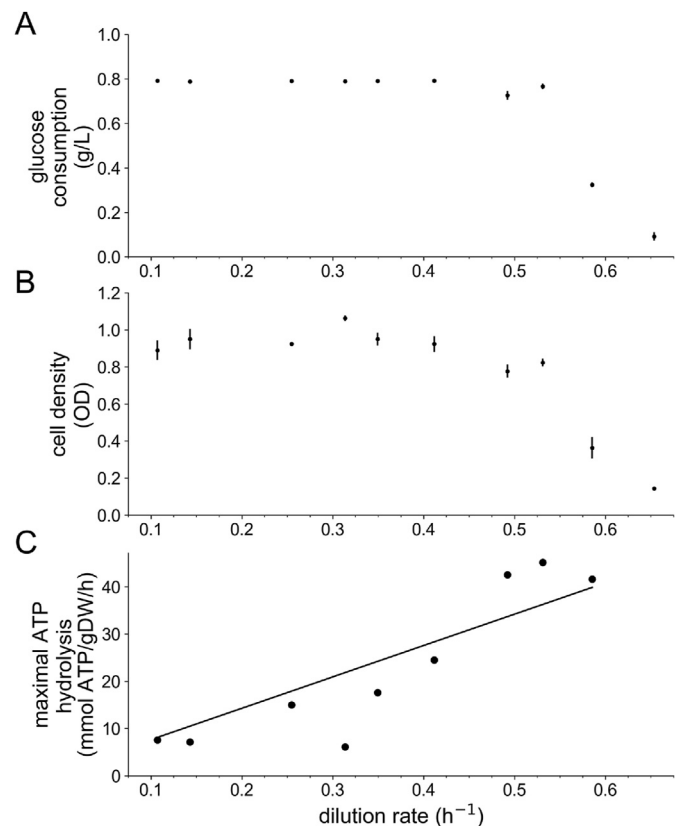 A
glucose
consumption
(g/L)
1.0
0.8
0.6
0.4
0.2
0.0
0.1 0.2 0.3 0.4 0.5 0.6
B
cell density
(OD)
1.2
1.0
0.8
0.6
0.4
0.2
0.0
0.1 0.2 0.3 0.4 0.5 0.6
C
maximal ATP
hydrolysis
(mmol ATP/gDW/h)
40
30
20
10
0
0.1 0.2 0.3 0.4 0.5 0.6
dilution rate (h⁻¹)